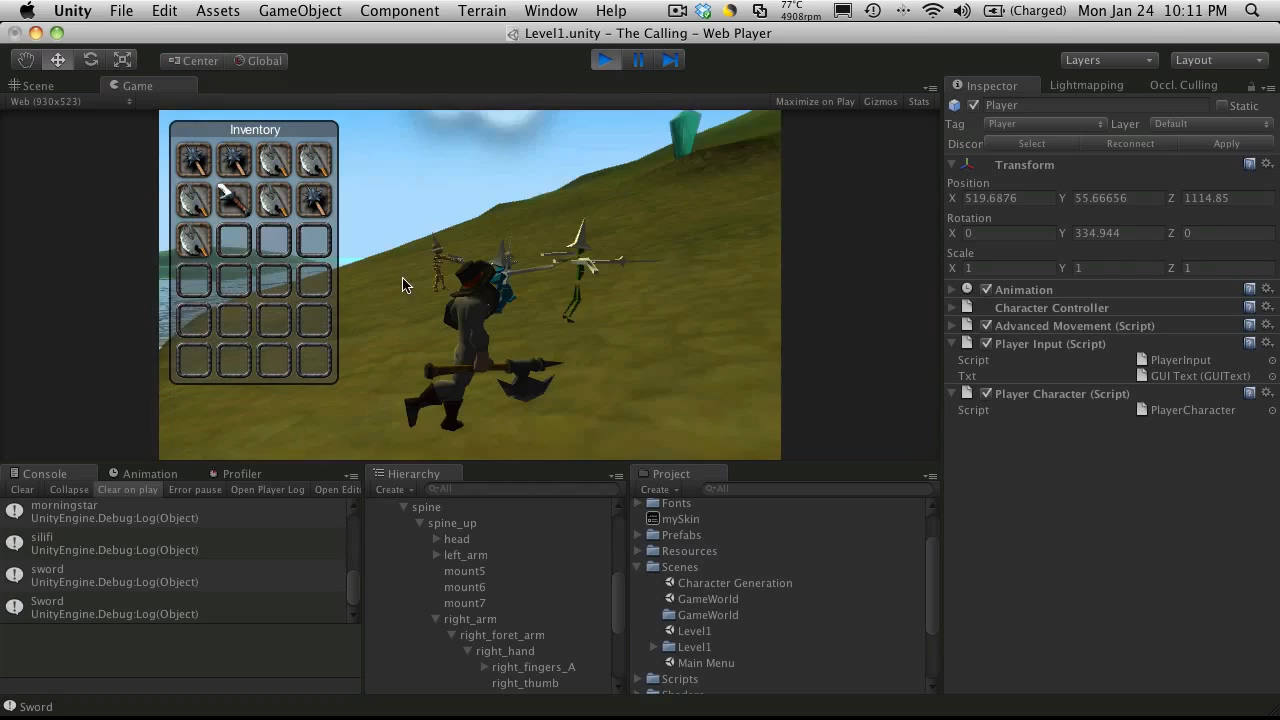 Unity File Edit Assets GameObject Component Terrain Window Help 77°C 4908rpm (Charged) Mon Jan 24 10:11 PM
Level1.unity – The Calling – Web Player
Center Global Layers Layout
Scene Game Inspector Lightmapping Occl. Culling
Web (930x523) Maximize on Play Gizmos Stats
Player Static
Tag Player Layer Default
Discon Select Reconnect Apply
Inventory
Transform
Position
X 519.6876 Y 55.66656 Z 1114.85
Rotation
X 0 Y 334.944 Z 0
Scale
X 1 Y 1 Z 1
Animation
Character Controller
Advanced Movement (Script)
Player Input (Script)
Script PlayerInput
Txt GUI Text (GUIText)
Player Character (Script)
Script PlayerCharacter
Console Animation Profiler
Clear Collapse Clear on play Error pause Open Player Log Open Edit
morningstar
UnityEngine.Debug:Log(Object)
silifi
UnityEngine.Debug:Log(Object)
sword
UnityEngine.Debug:Log(Object)
Sword
UnityEngine.Debug:Log(Object)
Hierarchy
Create All
spine
spine_up
head
left_arm
mount5
mount6
mount7
right_arm
right_foret_arm
right_hand
right_fingers_A
right_thumb
Project
Create All
Fonts
mySkin
Prefabs
Resources
Scenes
Character Generation
GameWorld
GameWorld
Level1
Level1
Main Menu
Scripts
Sword